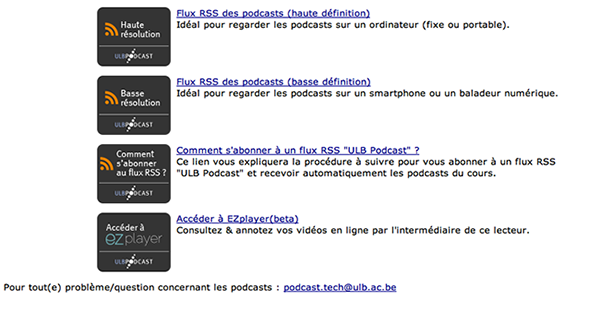 Haute
résolution
ULBPODCAST
Flux RSS des podcasts (haute définition)
Idéal pour regarder les podcasts sur un ordinateur (fixe ou portable).
Basse
résolution
ULBPODCAST
Flux RSS des podcasts (basse définition)
Idéal pour regarder les podcasts sur un smartphone ou un baladeur numérique.
Comment
s'abonner
au flux RSS ?
ULBPODCAST
Comment s'abonner à un flux RSS "ULB Podcast" ?
Ce lien vous expliquera la procédure à suivre pour vous abonner à un flux RSS
"ULB Podcast" et recevoir automatiquement les podcasts du cours.
Accéder à
ezplayer
ULBPODCAST
Accéder à EZplayer(beta)
Consultez & annotez vos vidéos en ligne par l'intermédiaire de ce lecteur.
Pour tout(e) problème/question concernant les podcasts : podcast.tech@ulb.ac.be